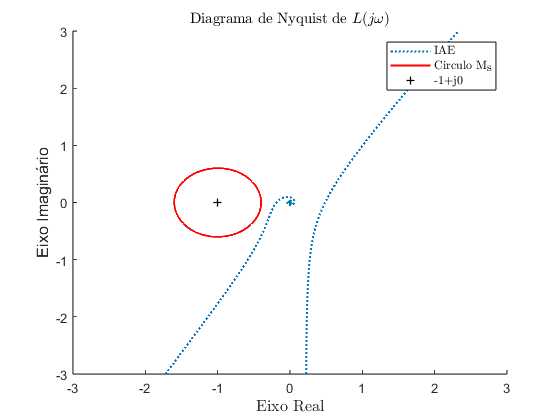 Diagrama de Nyquist de L(jω)
IAE
Circulo M_S
-1+j0
Eixo Imaginário
3
2
1
0
-1
-2
-3
-3
-2
-1
0
1
2
3
Eixo Real